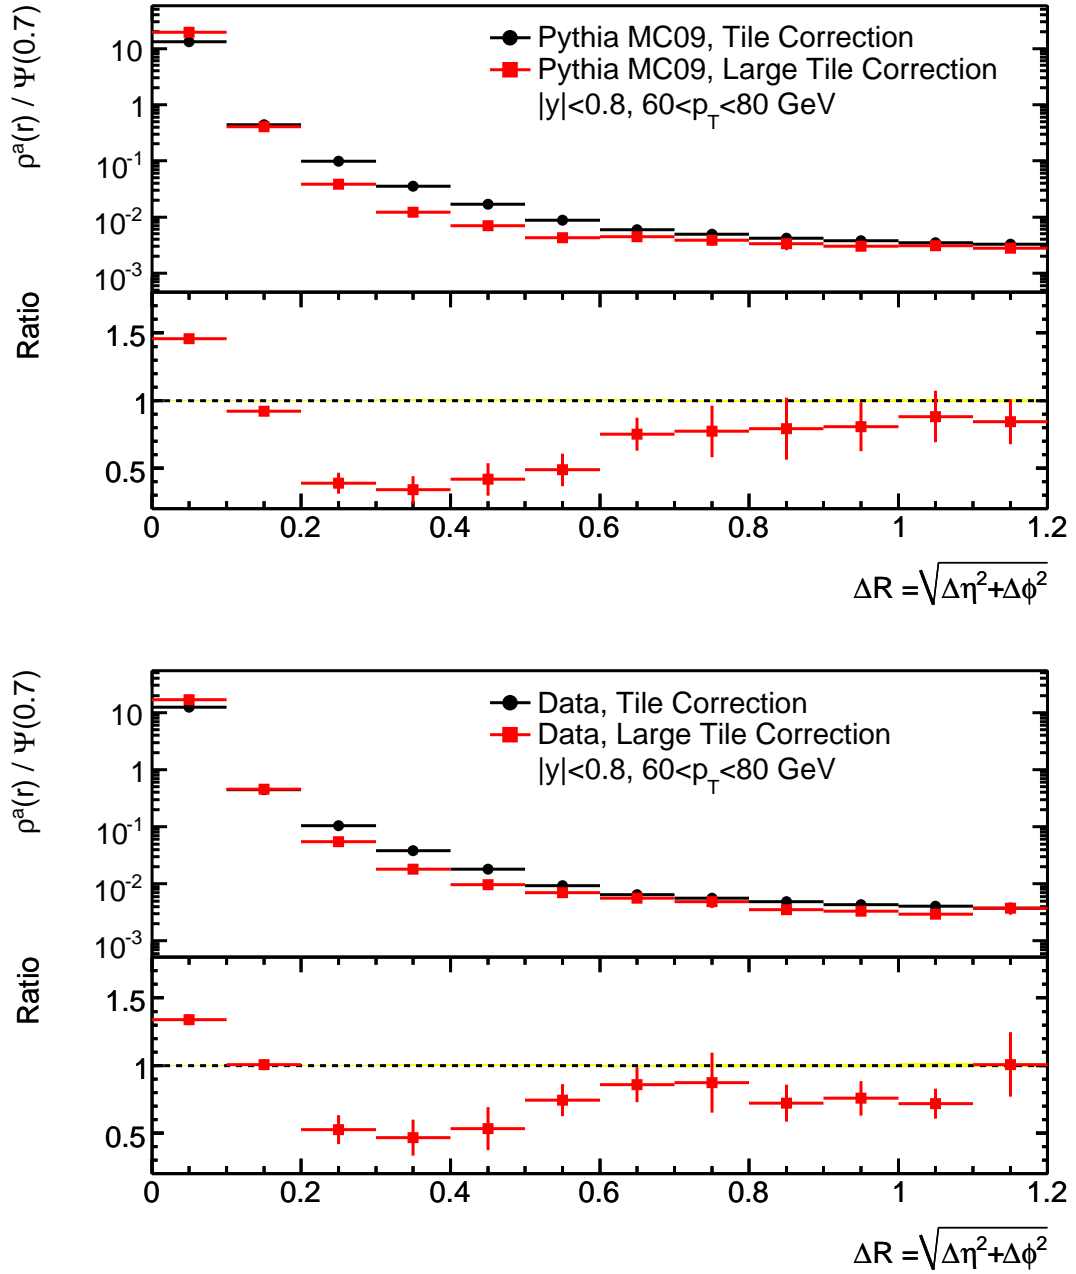 ρᵃ(r) / Ψ(0.7)
10
1
10⁻¹
10⁻²
10⁻³
Pythia MC09, Tile Correction
Pythia MC09, Large Tile Correction
|y|<0.8, 60<p_T<80 GeV
Ratio
1.5
1
0.5
0 0.2 0.4 0.6 0.8 1 1.2
ΔR = √Δη²+Δϕ²
ρᵃ(r) / Ψ(0.7)
10
1
10⁻¹
10⁻²
10⁻³
Data, Tile Correction
Data, Large Tile Correction
|y|<0.8, 60<p_T<80 GeV
Ratio
1.5
1
0.5
0 0.2 0.4 0.6 0.8 1 1.2
ΔR = √Δη²+Δϕ²